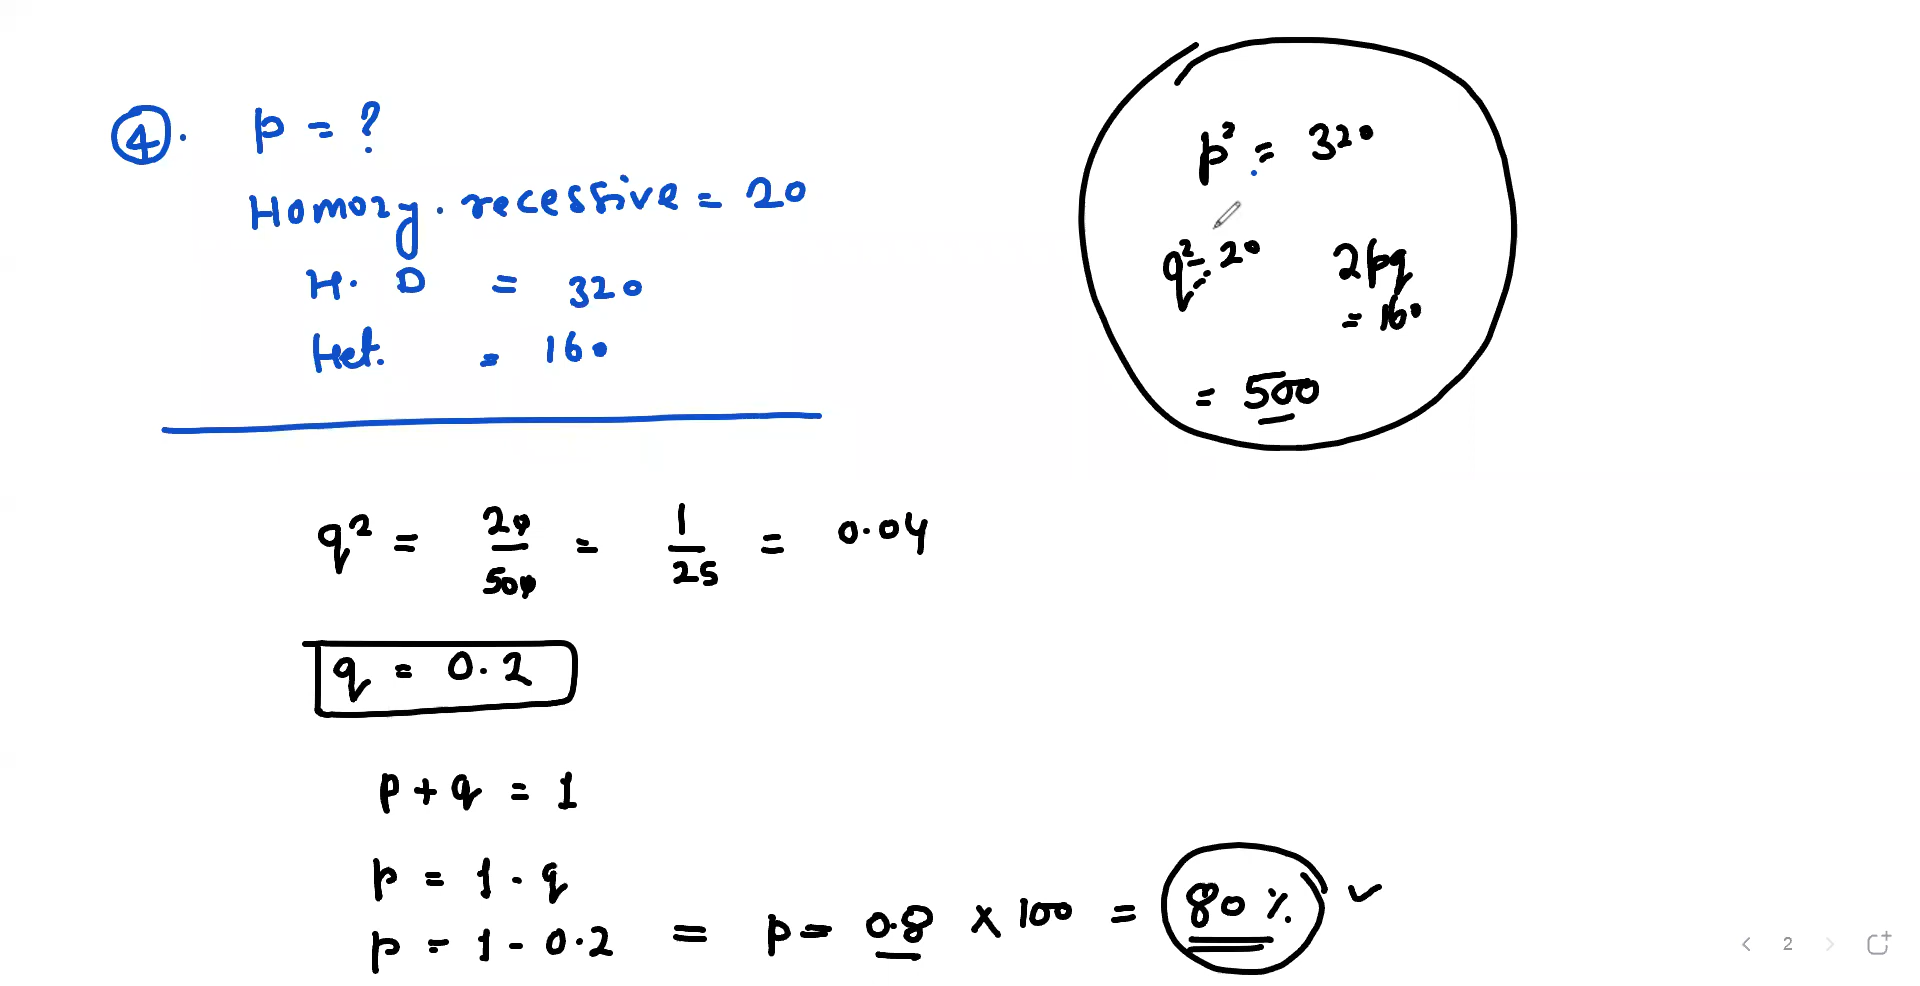 4. p = ?
Homozy. recessive = 20
H. D = 320
Het. = 160
p² = 320
q² = 20
2pq
= 160
= 500
q² = 20/500 = 1/25 = 0.04
q = 0.2
p + q = 1
p = 1 - q
p = 1 - 0.2 = p = 0.8 × 100 = 80 %. ✓
< 2 >